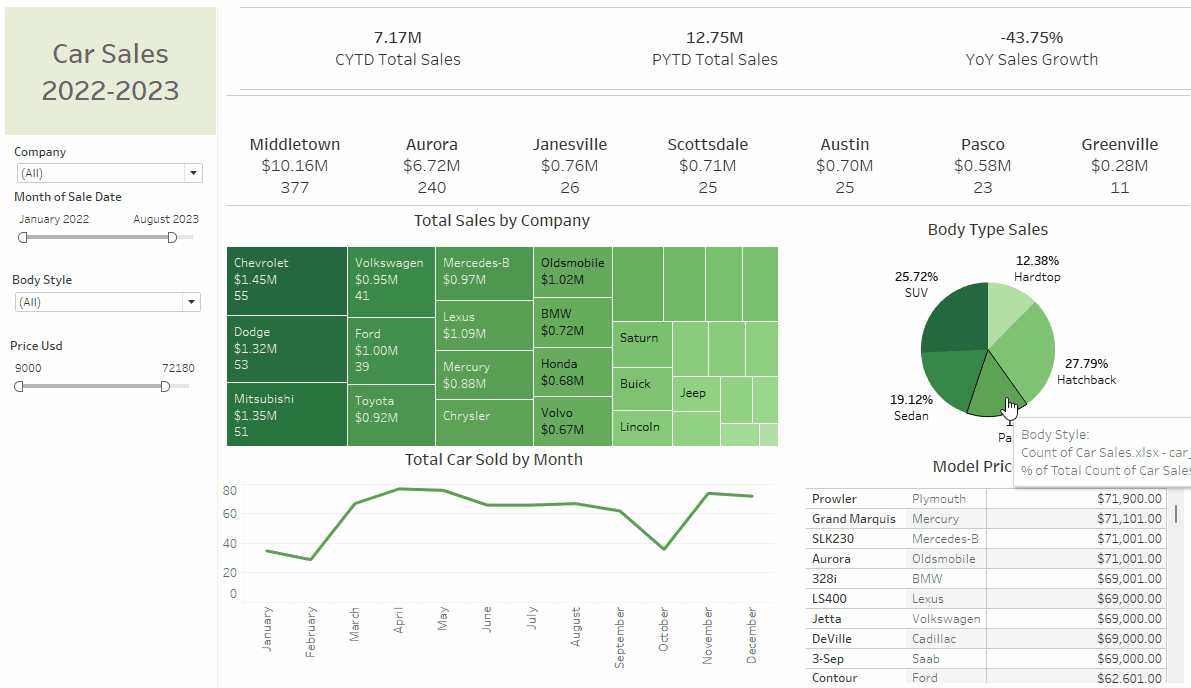 Car Sales
2022-2023
7.17M
CYTD Total Sales
12.75M
PYTD Total Sales
-43.75%
YoY Sales Growth
Company
(All)
Month of Sale Date
January 2022 August 2023
Body Style
(All)
Price Usd
9000 72180
Middletown
$10.16M
377
Aurora
$6.72M
240
Janesville
$0.76M
26
Scottsdale
$0.71M
25
Austin
$0.70M
25
Pasco
$0.58M
23
Greenville
$0.28M
11
Total Sales by Company
Chevrolet
$1.45M
55
Dodge
$1.32M
53
Mitsubishi
$1.35M
51
Volkswagen
$0.95M
41
Ford
$1.00M
39
Toyota
$0.92M
Mercedes-B
$0.97M
Lexus
$1.09M
Mercury
$0.88M
Chrysler
Oldsmobile
$1.02M
BMW
$0.72M
Honda
$0.68M
Volvo
$0.67M
Saturn
Buick
Lincoln
Jeep
Body Type Sales
12.38%
Hardtop
25.72%
SUV
27.79%
Hatchback
19.12%
Sedan
Pa
Body Style:
Count of Car Sales.xlsx - car_
% of Total Count of Car Sales
Total Car Sold by Month
80
60
40
20
0
January
February
March
April
May
June
July
August
September
October
November
December
Model Pric
Prowler Plymouth $71,900.00
Grand Marquis Mercury $71,101.00
SLK230 Mercedes-B $71,001.00
Aurora Oldsmobile $71,001.00
328i BMW $69,001.00
LS400 Lexus $69,000.00
Jetta Volkswagen $69,000.00
DeVille Cadillac $69,000.00
3-Sep Saab $69,000.00
Contour Ford $62,601.00